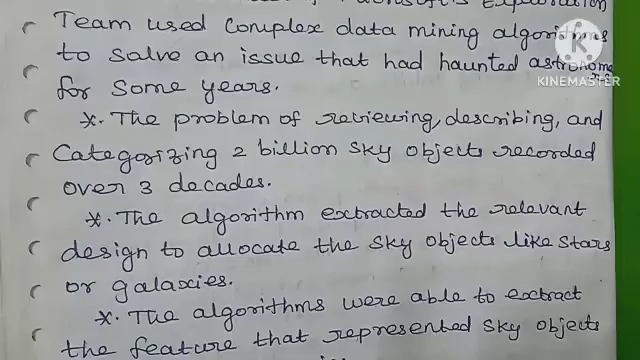 Team used complex data mining algorithms
to solve an issue that had haunted astronome
for some years.
*. The problem of reviewing, describing, and
Categorizing 2 billion sky objects recorded
over 3 decades.
*. The algorithm extracted the relevant
design to allocate the sky objects like stars
or galaxies.
*. The algorithms were able to extract
the feature that represented sky objects
KINEMASTER